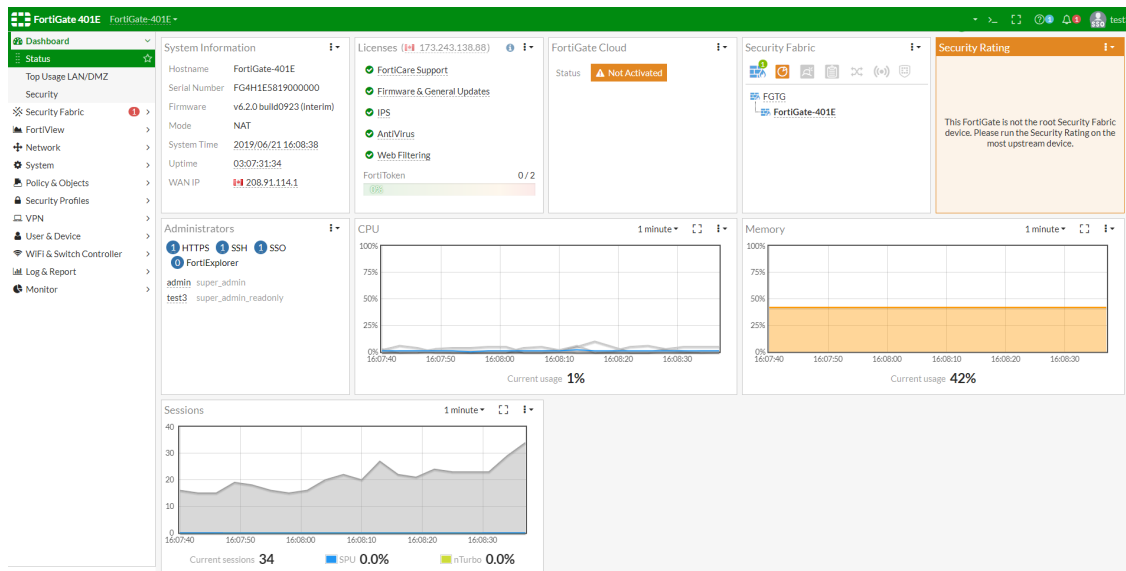 FortiGate 401E FortiGate-401E
1 1 SSO test
Dashboard
Status
Top Usage LAN/DMZ
Security
Security Fabric 1
FortiView
Network
System
Policy & Objects
Security Profiles
VPN
User & Device
WiFi & Switch Controller
Log & Report
Monitor
System Information
Hostname FortiGate-401E
Serial Number FG4H1E5819000000
Firmware v6.2.0 build0923 (interim)
Mode NAT
System Time 2019/06/21 16:08:38
Uptime 03:07:31:34
WAN IP 208.91.114.1
Licenses (173.243.138.88)
FortiCare Support
Firmware & General Updates
IPS
AntiVirus
Web Filtering
FortiToken 0 / 2
0%
FortiGate Cloud
Status Not Activated
Security Fabric
1
FGTG
FortiGate-401E
Security Rating
This FortiGate is not the root Security Fabric
device. Please run the Security Rating on the
most upstream device.
Administrators
1 HTTPS 1 SSH 1 SSO
0 FortiExplorer
admin super_admin
test3 super_admin_readonly
CPU 1 minute
100%
75%
50%
25%
0%
16:07:40 16:07:50 16:08:00 16:08:10 16:08:20 16:08:30
Current usage 1%
Memory 1 minute
100%
75%
50%
25%
0%
16:07:40 16:07:50 16:08:00 16:08:10 16:08:20 16:08:30
Current usage 42%
Sessions 1 minute
40
30
20
10
0
16:07:40 16:07:50 16:08:00 16:08:10 16:08:20 16:08:30
Current sessions 34 SPU 0.0% nTurbo 0.0%